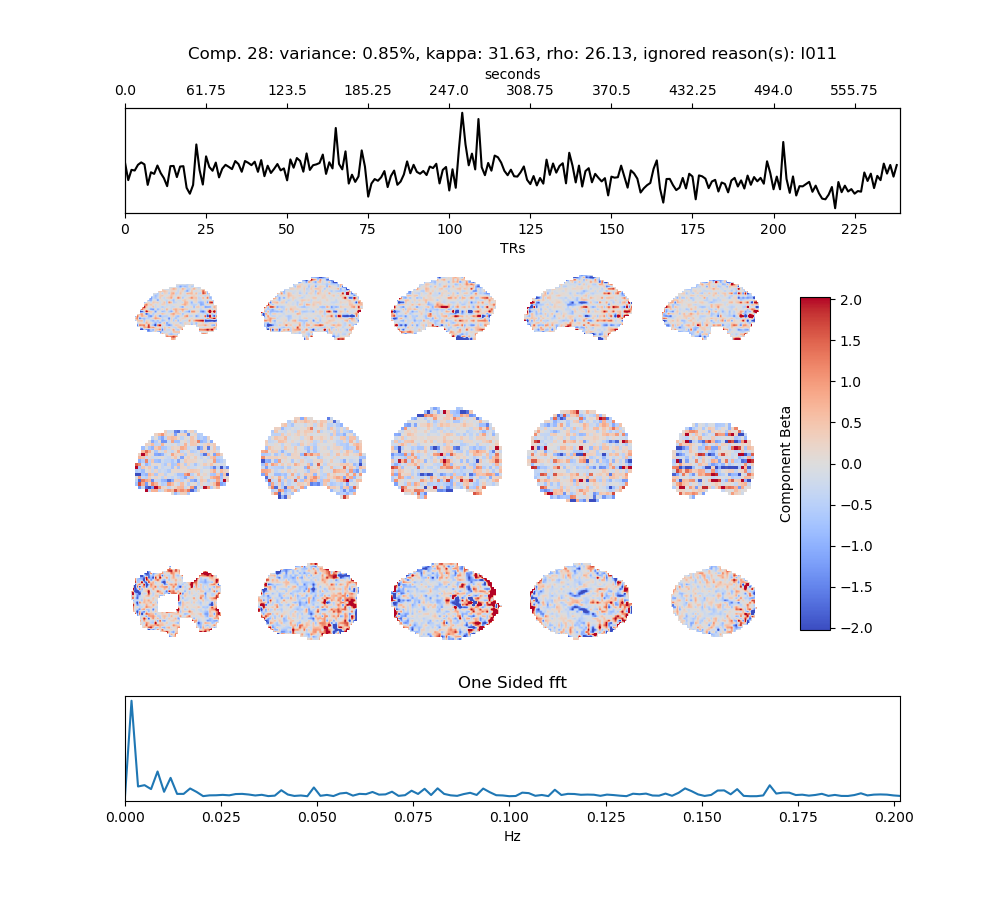 Comp. 28: variance: 0.85%, kappa: 31.63, rho: 26.13, ignored reason(s): I011
seconds
0.0 61.75 123.5 185.25 247.0 308.75 370.5 432.25 494.0 555.75
0 25 50 75 100 125 150 175 200 225
TRs
2.0
1.5
1.0
0.5
0.0
−0.5
−1.0
−1.5
−2.0
Component Beta
One Sided fft
0.000 0.025 0.050 0.075 0.100 0.125 0.150 0.175 0.200
Hz